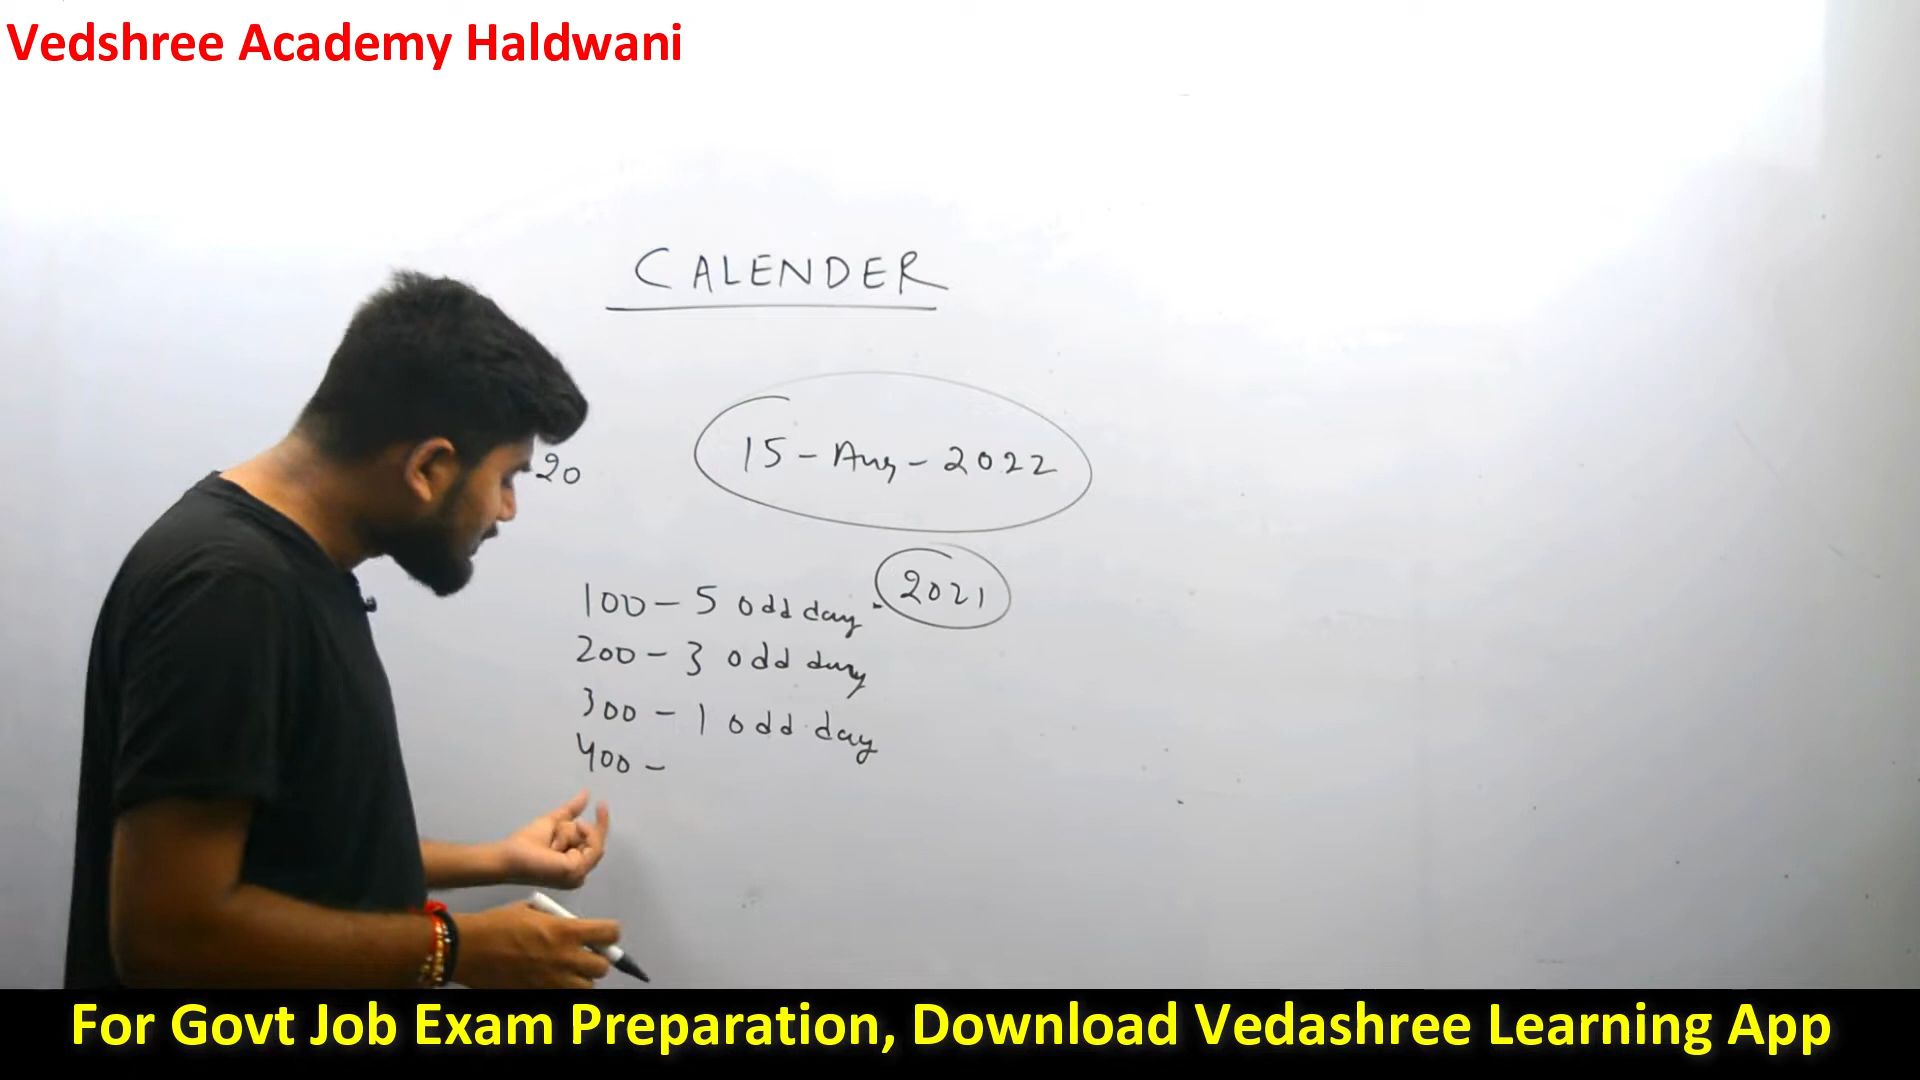 Vedshree Academy Haldwani
CALENDER
20
15 - Aug - 2022
2021
100 - 5 odd day
200 - 3 odd day
300 - 1 odd day
400 -
For Govt Job Exam Preparation, Download Vedashree Learning App